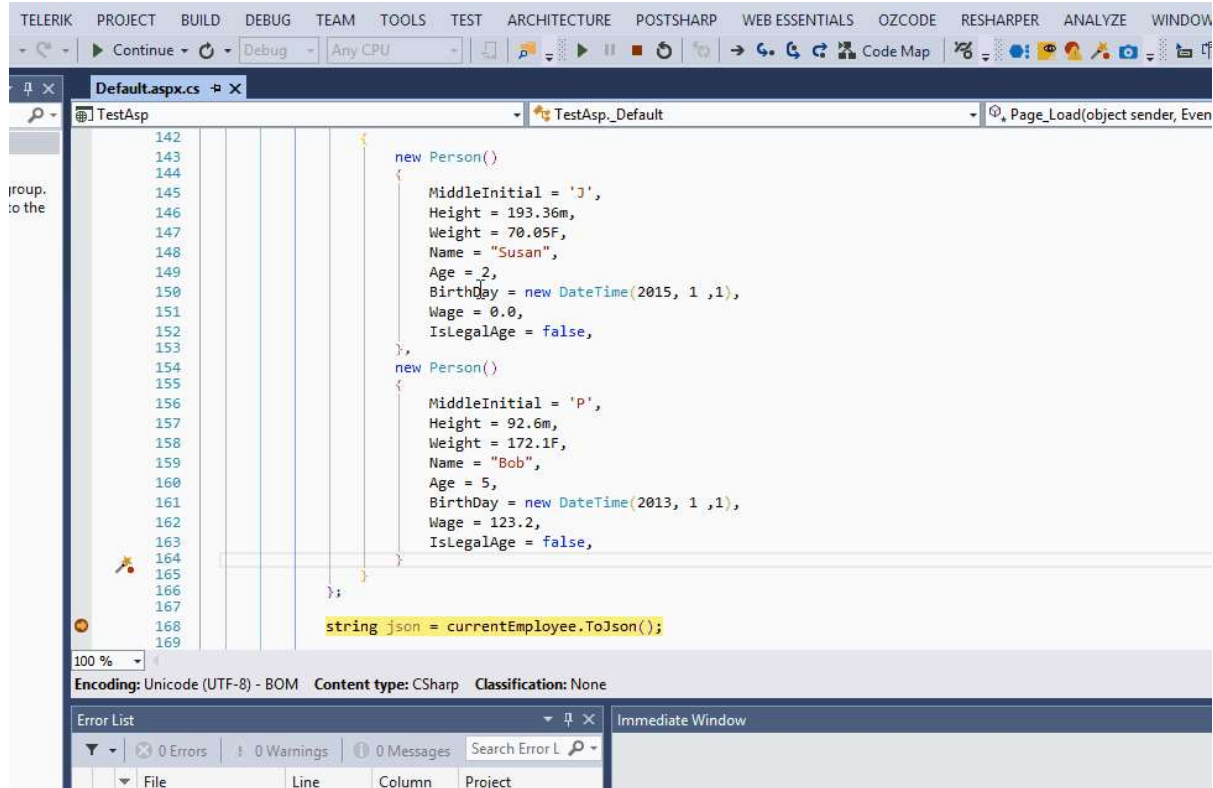 TELERIK PROJECT BUILD DEBUG TEAM TOOLS TEST ARCHITECTURE POSTSHARP WEB ESSENTIALS OZCODE RESHARPER ANALYZE WINDOW
Continue Debug Any CPU Code Map
Default.aspx.cs
TestAsp TestAsp._Default Page_Load(object sender, Even
group.
to the
142 {
143 new Person()
144 {
145 MiddleInitial = 'J',
146 Height = 193.36m,
147 Weight = 70.05F,
148 Name = "Susan",
149 Age = 2,
150 BirthDay = new DateTime(2015, 1 ,1),
151 Wage = 0.0,
152 IsLegalAge = false,
153 },
154 new Person()
155 {
156 MiddleInitial = 'P',
157 Height = 92.6m,
158 Weight = 172.1F,
159 Name = "Bob",
160 Age = 5,
161 BirthDay = new DateTime(2013, 1 ,1),
162 Wage = 123.2,
163 IsLegalAge = false,
164 }
165 }
166 };
167
168 string json = currentEmployee.ToJson();
169
100 %
Encoding: Unicode (UTF-8) - BOM Content type: CSharp Classification: None
Error List Immediate Window
0 Errors 0 Warnings 0 Messages Search Error L
File Line Column Project